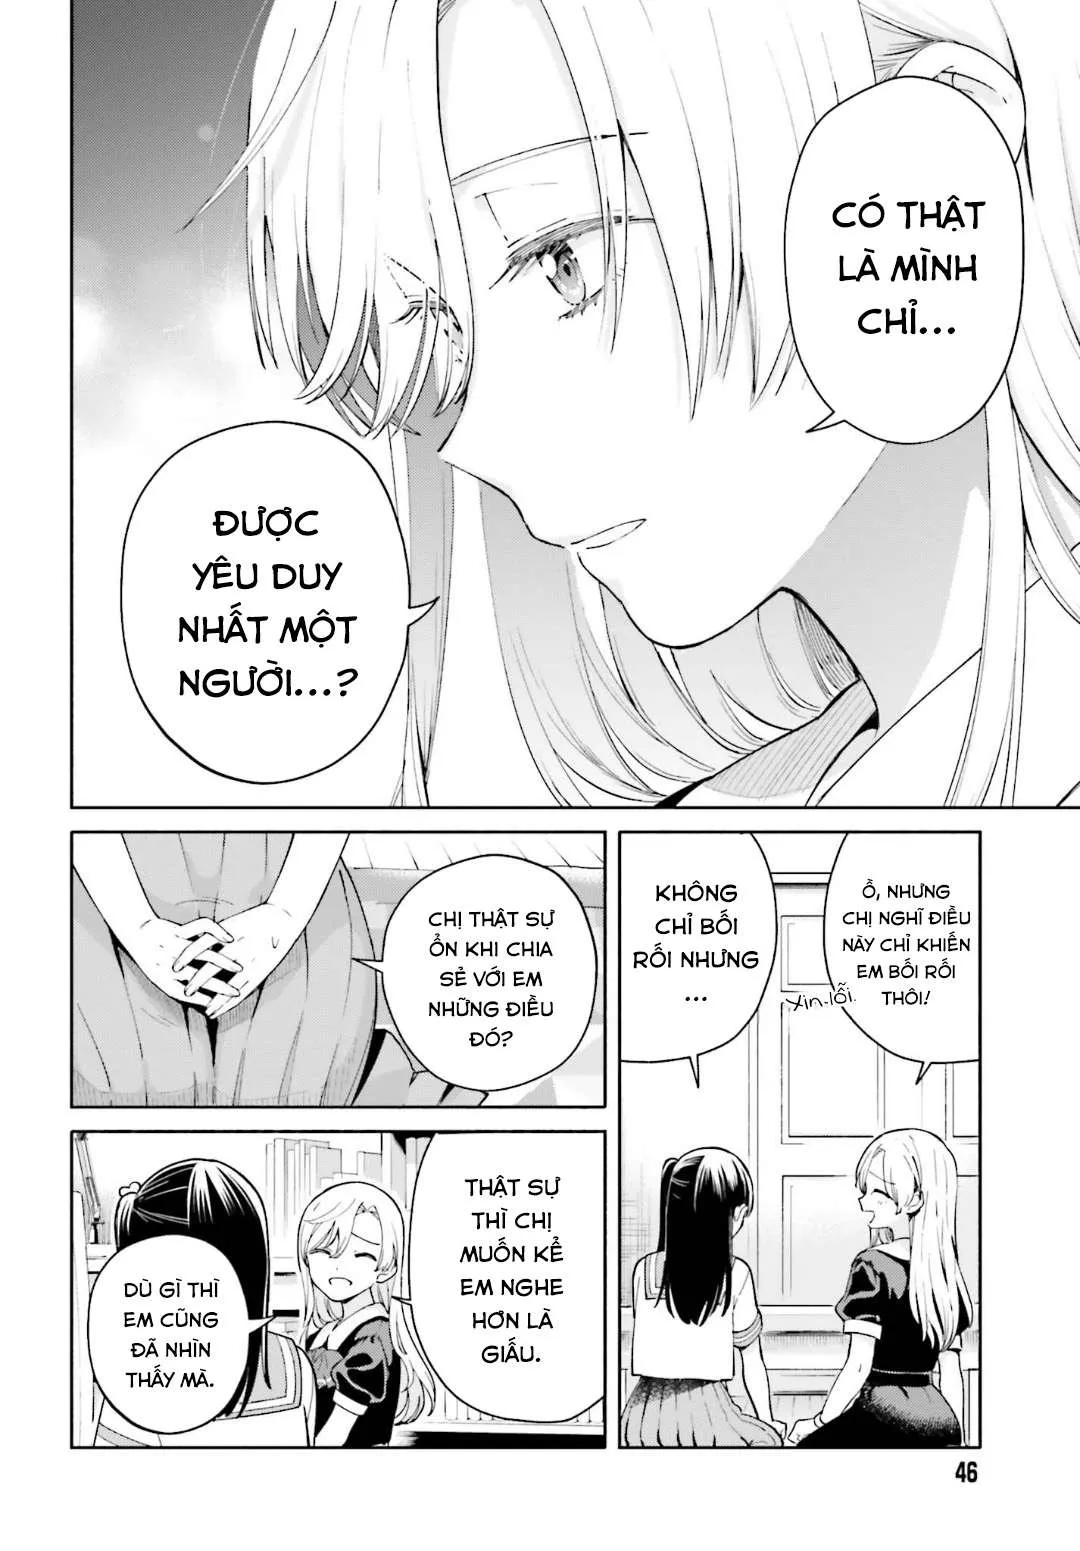 CÓ THẬT
LÀ MÌNH
CHỈ...
ĐƯỢC
YÊU DUY
NHẤT MỘT
NGƯỜI...?
Ồ, NHƯNG
CHỊ NGHĨ ĐIỀU
NÀY CHỈ KHIẾN
EM BỐI RỐI
THÔI!
Xin lỗi.
KHÔNG
CHỈ BỐI
RỐI NHƯNG
...
CHỊ THẬT SỰ
ỔN KHI CHIA
SẺ VỚI EM
NHỮNG ĐIỀU
ĐÓ?
THẬT SỰ
THÌ CHỊ
MUỐN KỂ
EM NGHE
HƠN LÀ
GIẤU.
DÙ GÌ THÌ
EM CŨNG
ĐÃ NHÌN
THẤY MÀ.
46